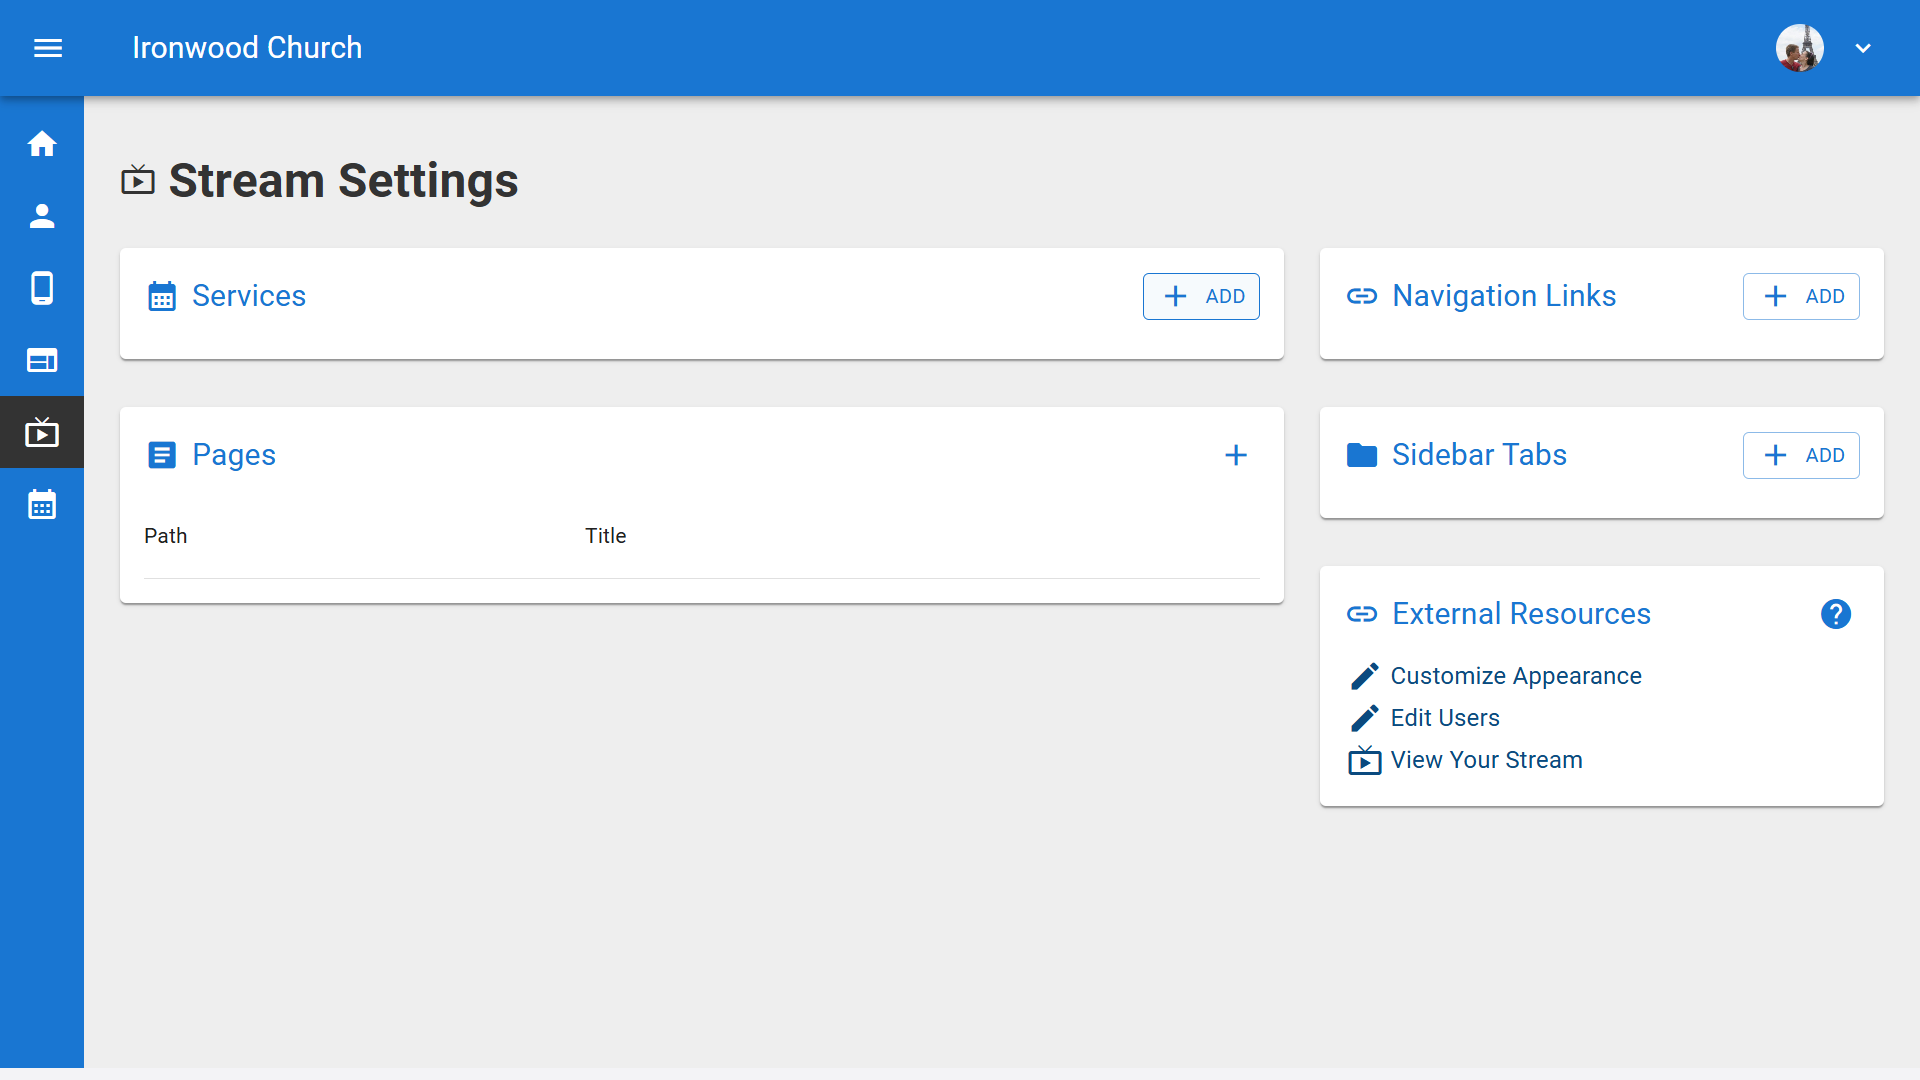 Ironwood Church
Stream Settings
Services
ADD
Navigation Links
ADD
Pages
Path
Title
Sidebar Tabs
ADD
External Resources
Customize Appearance
Edit Users
View Your Stream